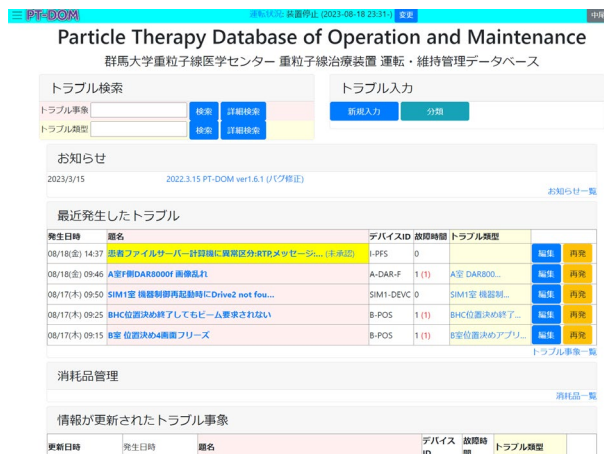 PT-DOM 運転状況: 装置停止 (2023-08-18 23:31-) 変更
Particle Therapy Database of Operation and Maintenance
群馬大学重粒子線医学センター 重粒子線治療装置 運転・維持管理データベース
トラブル検索
トラブル事象 検索 詳細検索
トラブル類型 検索 詳細検索
トラブル入力
新規入力 分類
お知らせ
2023/3/15 2022.3.15 PT-DOM ver1.6.1 (バグ修正)
お知らせ一覧
最近発生したトラブル
発生日時 題名 デバイスID 故障時間 トラブル類型
08/18(金) 14:37 患者ファイルサーバー計算機に異常区分:RTP,メッセージ:... (未承認) I-PFS 0 編集 再発
08/18(金) 09:46 A室F側DAR8000f 画像乱れ A-DAR-F 1 (1) A室 DAR800... 編集 再発
08/17(木) 09:50 SIM1室 機器制御再起動時にDrive2 not fou... SIM1-DEVC 0 SIM1室 機器制... 編集 再発
08/17(木) 09:25 BHC位置決め終了してもビーム要求されない B-POS 1 (1) BHC位置決め終了... 編集 再発
08/17(木) 09:15 B室 位置決め4画面フリーズ B-POS 1 (1) B室位置決めアプリ... 編集 再発
トラブル事象一覧
消耗品管理
消耗品一覧
情報が更新されたトラブル事象
更新日時 発生日時 題名 デバイスID 故障時間 トラブル類型